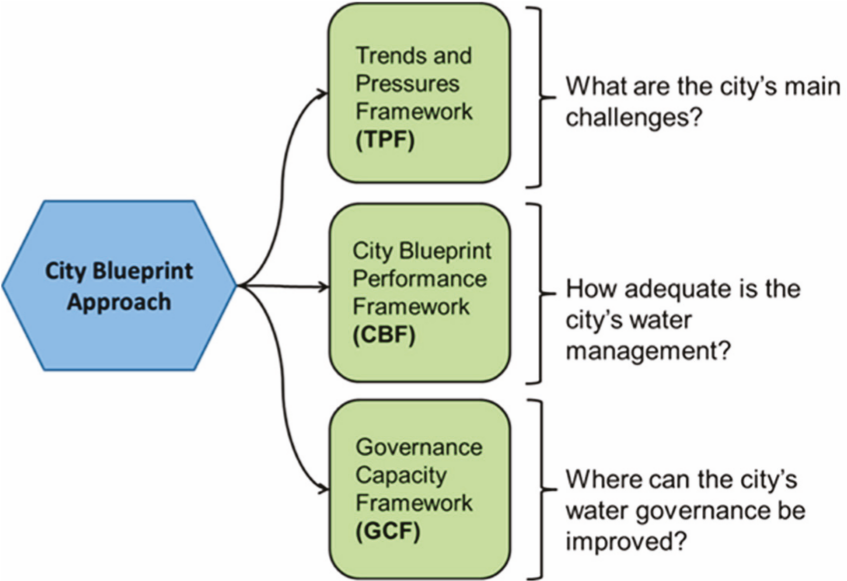 City Blueprint
Approach
Trends and
Pressures
Framework
(TPF)
What are the city's main
challenges?
City Blueprint
Performance
Framework
(CBF)
How adequate is the
city's water
management?
Governance
Capacity
Framework
(GCF)
Where can the city's
water governance be
improved?